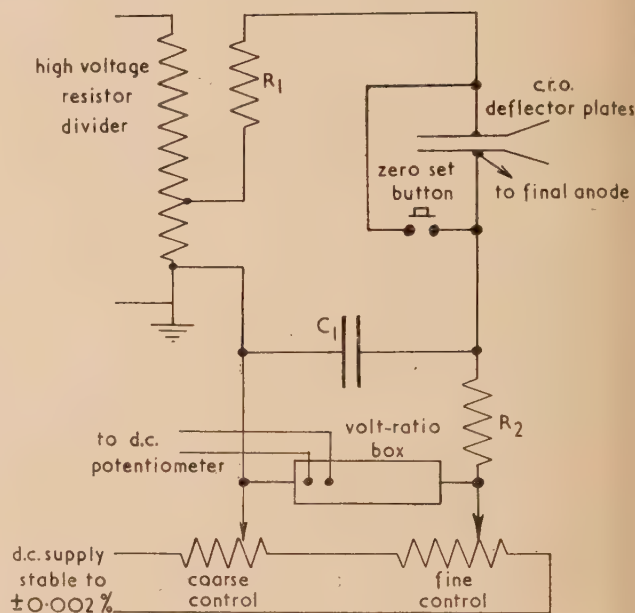 high voltage
resistor
divider
R1
c.r.o.
deflector plates
zero set
button
to final anode
C1
R2
to d.c.
potentiometer
volt-ratio
box
d.c. supply
stable to
±0·002 %
coarse
control
fine
control